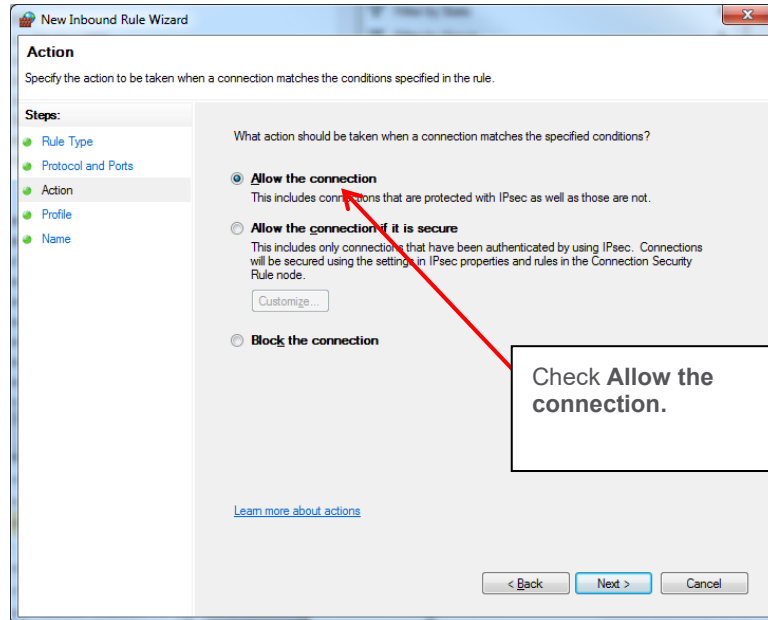 New Inbound Rule Wizard
Action
Specify the action to be taken when a connection matches the conditions specified in the rule.
Steps:
Rule Type
Protocol and Ports
Action
Profile
Name
What action should be taken when a connection matches the specified conditions?
Allow the connection
This includes connections that are protected with IPsec as well as those are not.
Allow the connection if it is secure
This includes only connections that have been authenticated by using IPsec. Connections
will be secured using the settings in IPsec properties and rules in the Connection Security
Rule node.
Customize...
Block the connection
Check Allow the
connection.
Learn more about actions
< Back
Next >
Cancel